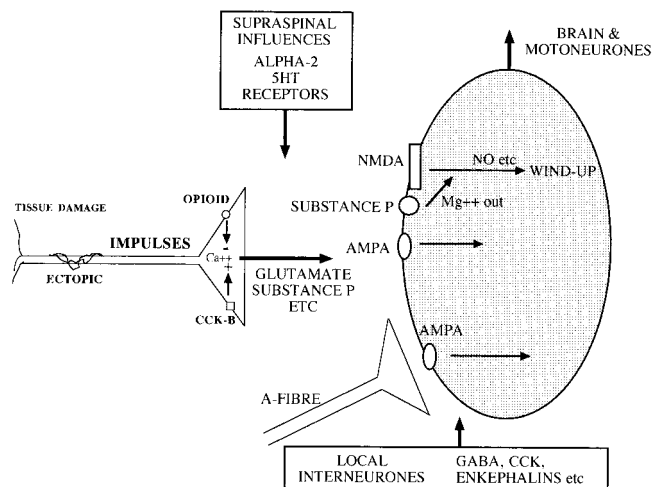 SUPRASPINAL
INFLUENCES
ALPHA-2
5HT
RECEPTORS
BRAIN &
MOTONEURONES
NMDA
NO etc
WIND-UP
SUBSTANCE P
Mg++ out
AMPA
OPIOID
TISSUE DAMAGE
IMPULSES
-
Ca++
+
ECTOPIC
GLUTAMATE
SUBSTANCE P
ETC
CCK-B
AMPA
A-FIBRE
LOCAL
INTERNEURONES
GABA, CCK,
ENKEPHALINS etc